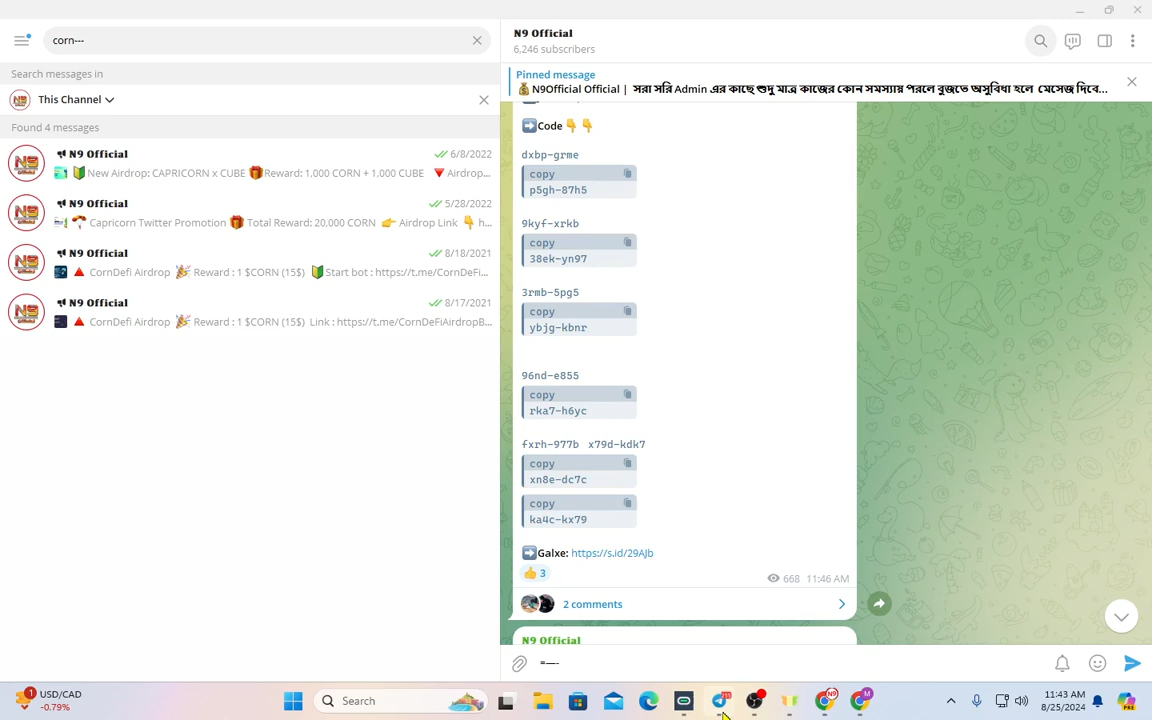 corn---
Search messages in
This Channel
Found 4 messages
N9 Official 6/8/2022
New Airdrop: CAPRICORN x CUBE 🎁Reward: 1,000 CORN + 1,000 CUBE 🔻Airdrop...
N9 Official 5/28/2022
Capricorn Twitter Promotion 🎁 Total Reward: 20,000 CORN 👉 Airdrop Link 👇 h...
N9 Official 8/18/2021
🔺 CornDefi Airdrop 🎉 Reward : 1 $CORN (15$) 🔰Start bot : https://t.me/CornDeFi...
N9 Official 8/17/2021
🔺 CornDefi Airdrop 🎉 Reward : 1 $CORN (15$) Link : https://t.me/CornDeFiAirdropB...
N9 Official
6,246 subscribers
Pinned message
💰N9Official Official | সরা সরি Admin এর কাছে শুদু মাত্র কাজের কোন সমস্যায় পরলে বুজতে অসুবিধা হলে মেসেজ দিবে...
➡️Code 👇 👇
dxbp-grme
copy
p5gh-87h5
9kyf-xrkb
copy
38ek-yn97
3rmb-5pg5
copy
ybjg-kbnr
96nd-e855
copy
rka7-h6yc
fxrh-977b x79d-kdk7
copy
xn8e-dc7c
copy
ka4c-kx79
➡️Galxe: https://s.id/29AJb
👍 3
668 11:46 AM
2 comments
N9 Official
=—-
USD/CAD
-0.79%
Search
11:43 AM
8/25/2024